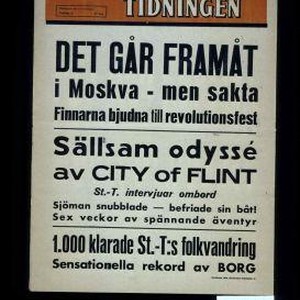 TIDNINGEN
DET GÅR FRAMÅT
i Moskva - men sakta
Finnarna bjudna till revolutionsfest
Sällsam odyssé
av CITY of FLINT
St.-T. intervjuar ombord
Sjöman snubblade — befriade sin båt!
Sex veckor av spännande äventyr
1.000 klarade St.-T:s folkvandring
Sensationella rekord av BORG